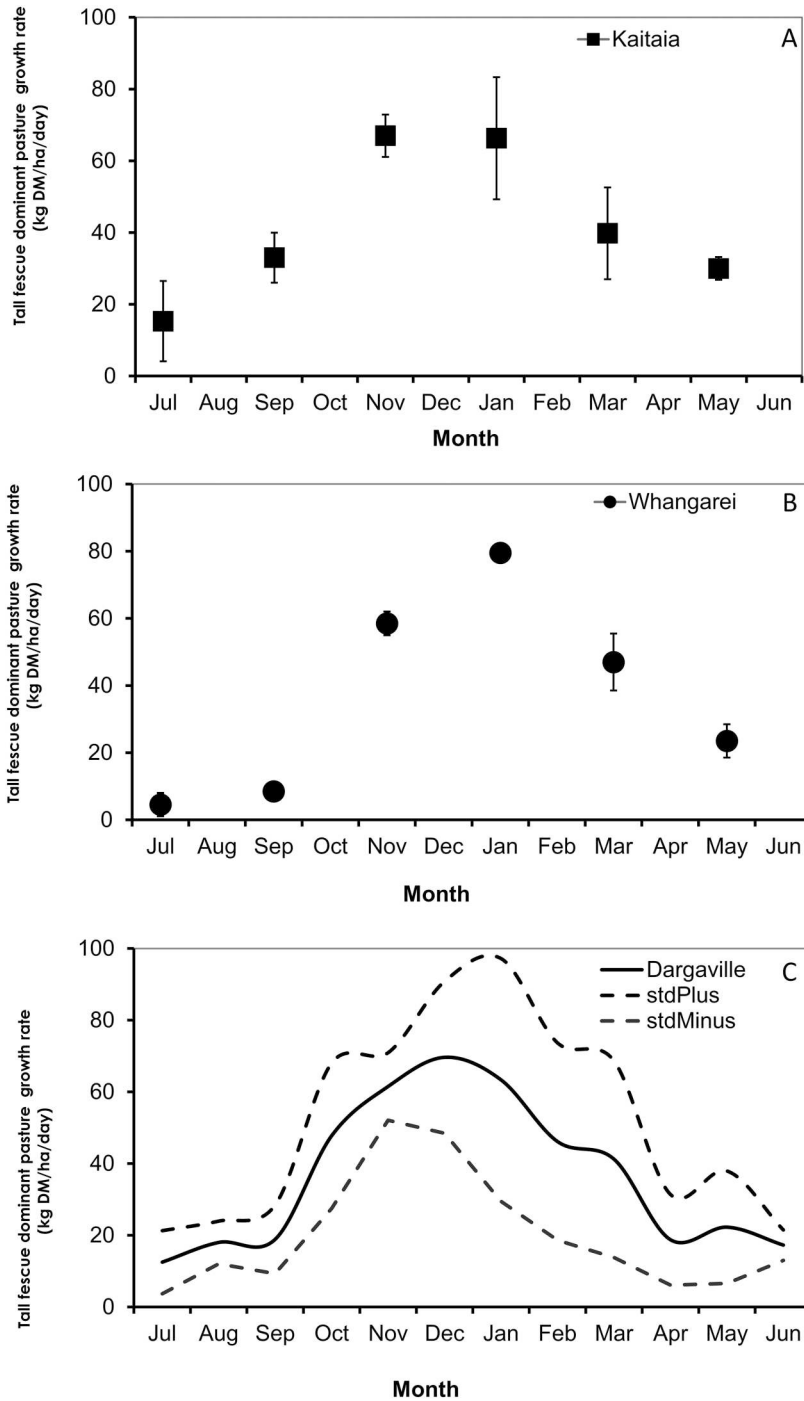 Tall fescue dominant pasture growth rate
(kg DM/ha/day)
100
80
60
40
20
0
Kaitaia
A
Jul Aug Sep Oct Nov Dec Jan Feb Mar Apr May Jun
Month
Tall fescue dominant pasture growth rate
(kg DM/ha/day)
100
80
60
40
20
0
Whangarei
B
Jul Aug Sep Oct Nov Dec Jan Feb Mar Apr May Jun
Month
Tall fescue dominant pasture growth rate
(kg DM/ha/day)
100
80
60
40
20
0
Dargaville
stdPlus
stdMinus
C
Jul Aug Sep Oct Nov Dec Jan Feb Mar Apr May Jun
Month